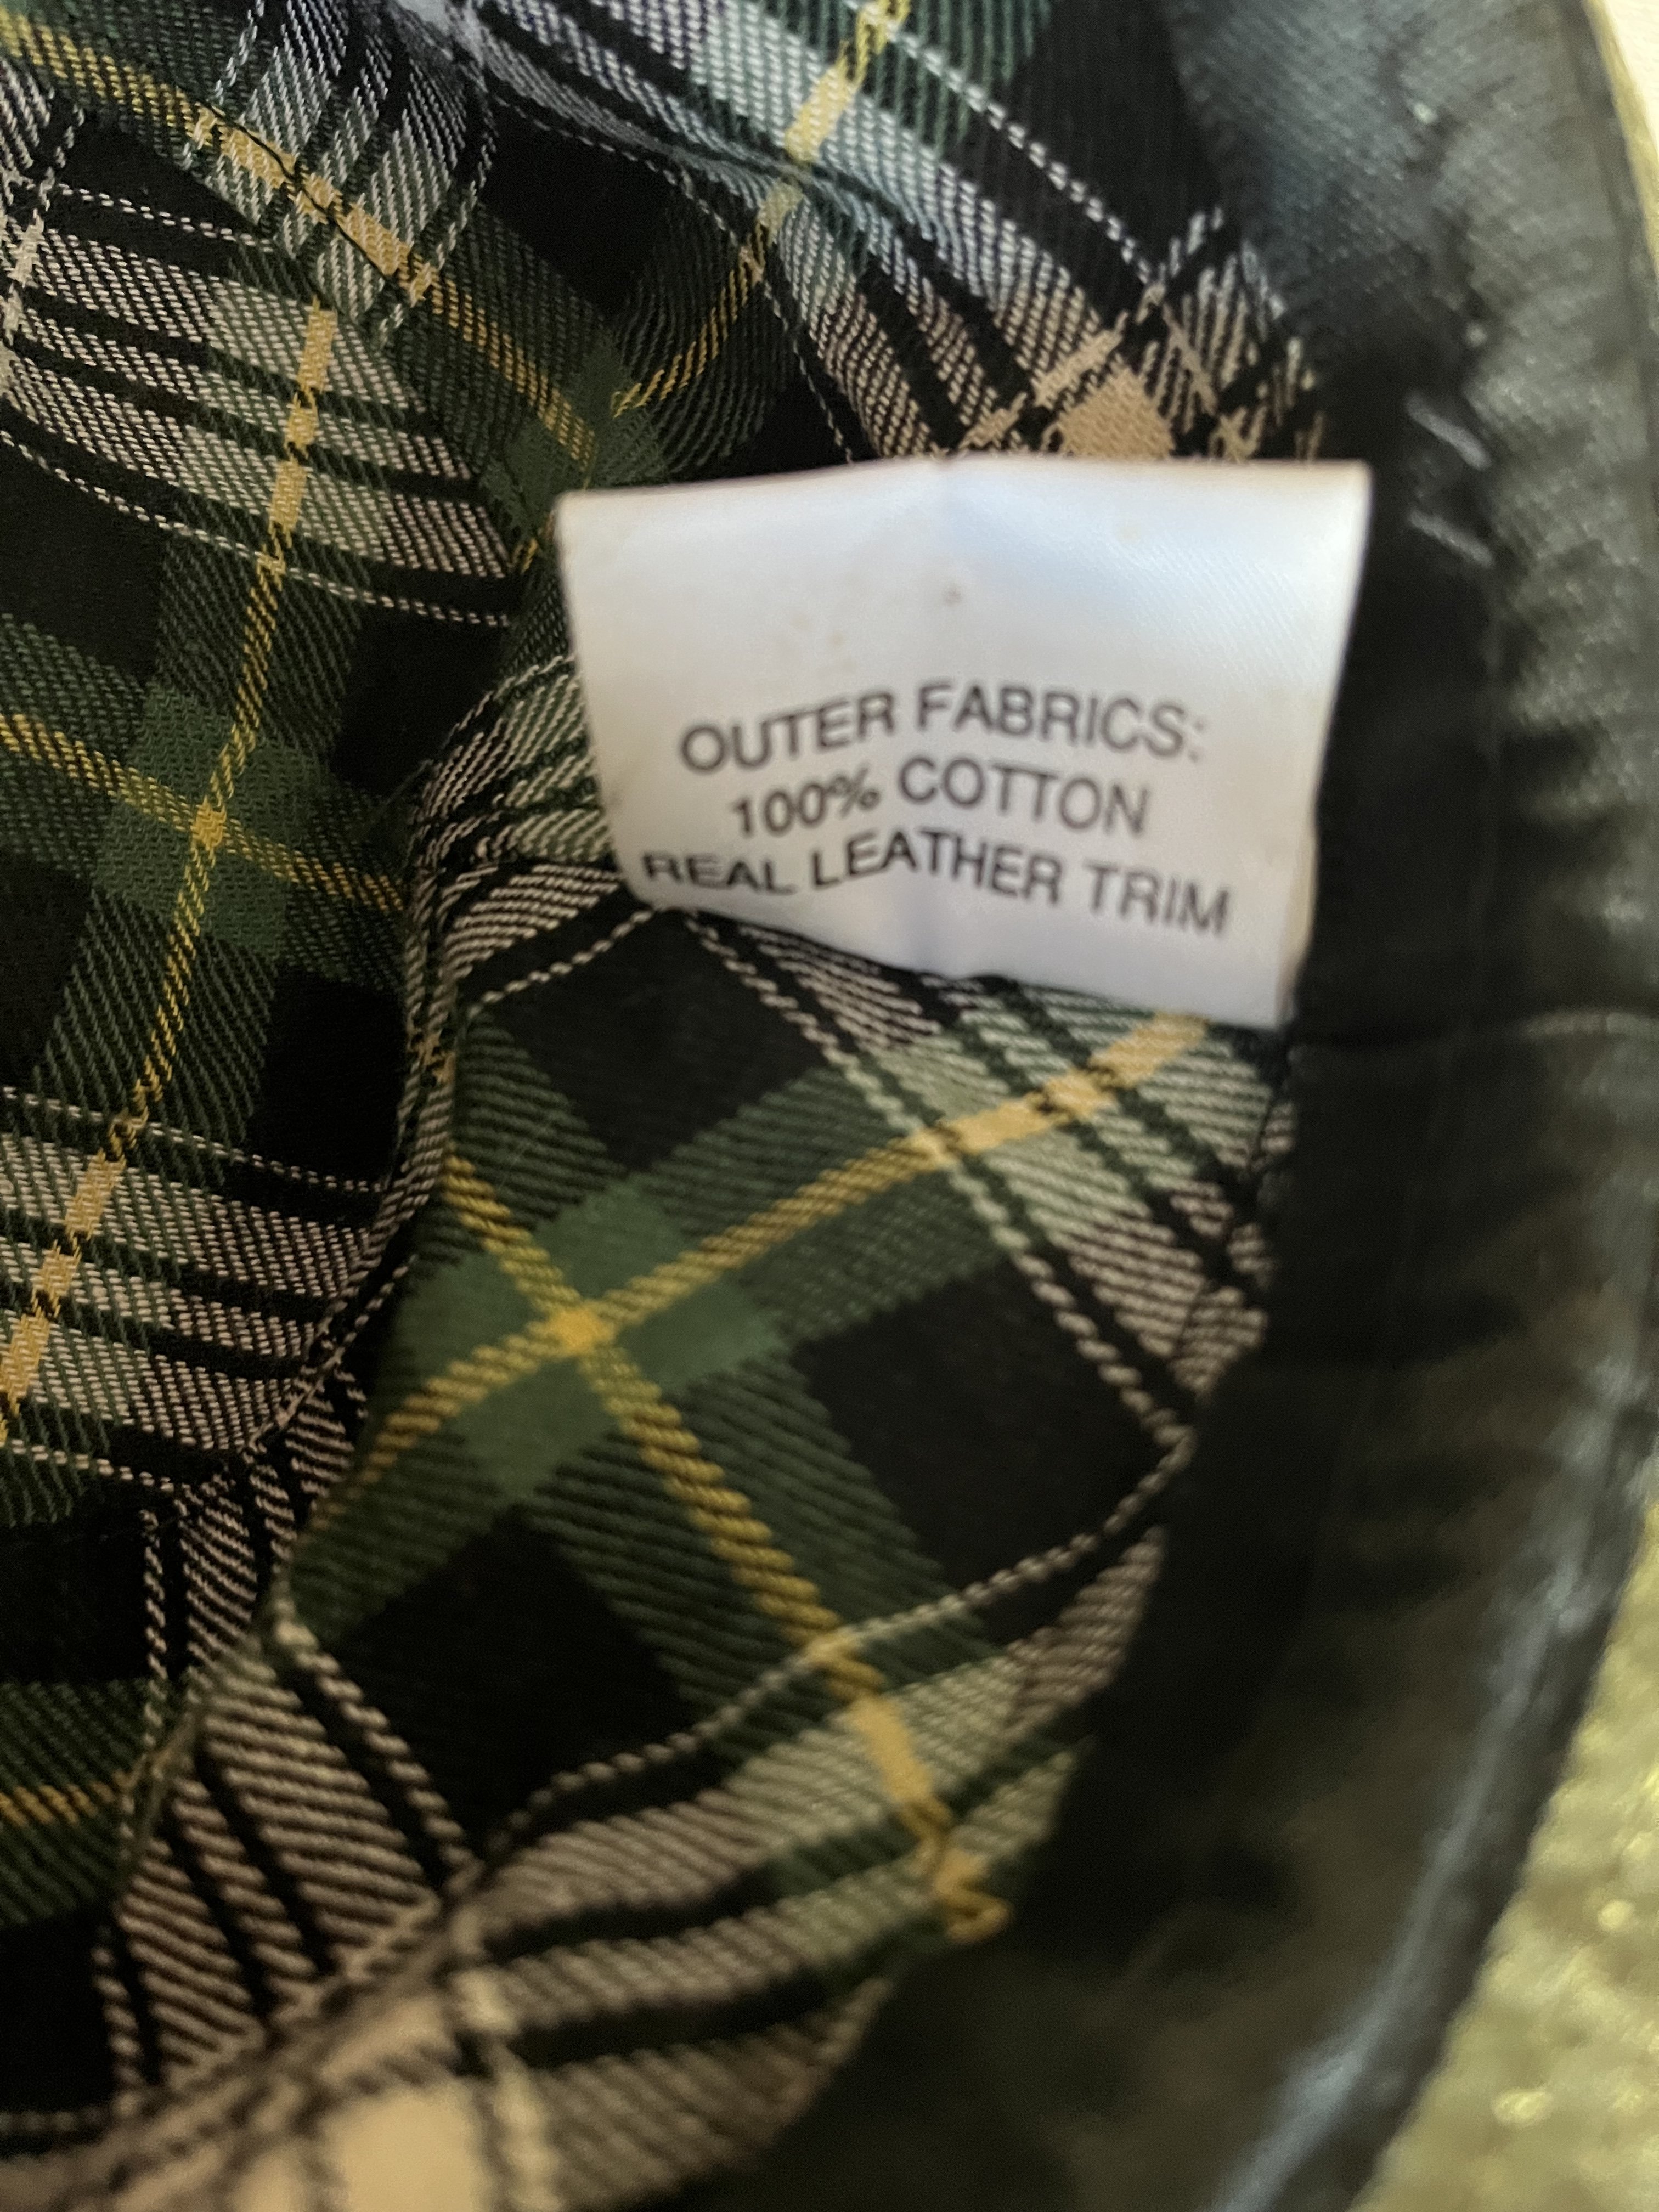 OUTER FABRICS:
100% COTTON
REAL LEATHER TRIM